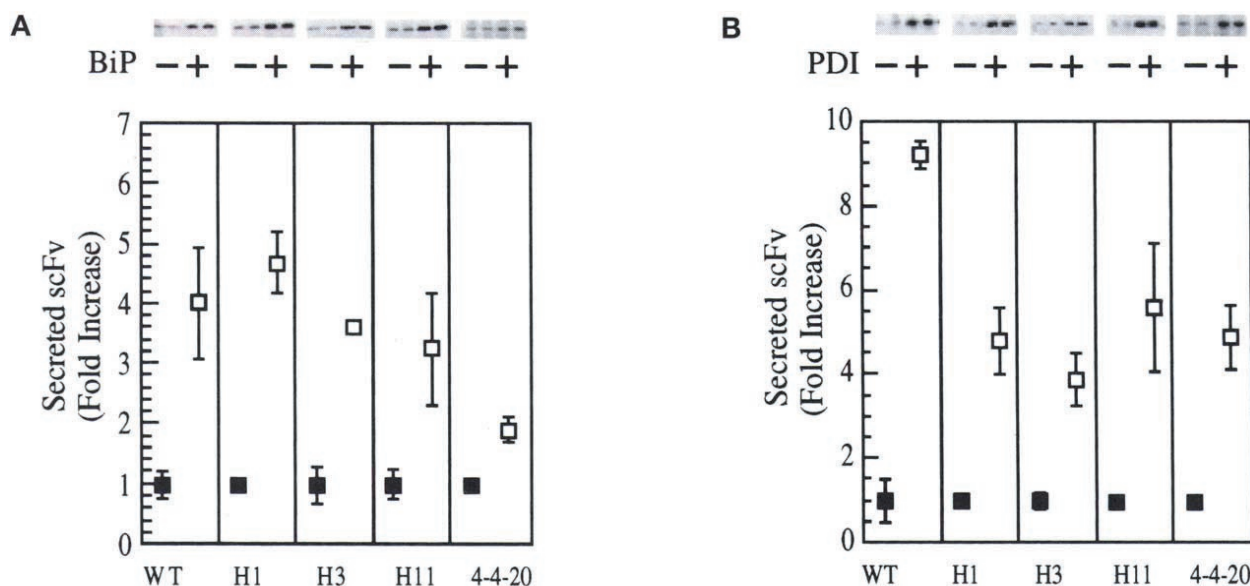 A
BiP − + − + − + − + − +
Secreted scFv
(Fold Increase)
7
6
5
4
3
2
1
0
WT H1 H3 H11 4-4-20
B
PDI − + − + − + − + − +
Secreted scFv
(Fold Increase)
10
8
6
4
2
0
WT H1 H3 H11 4-4-20